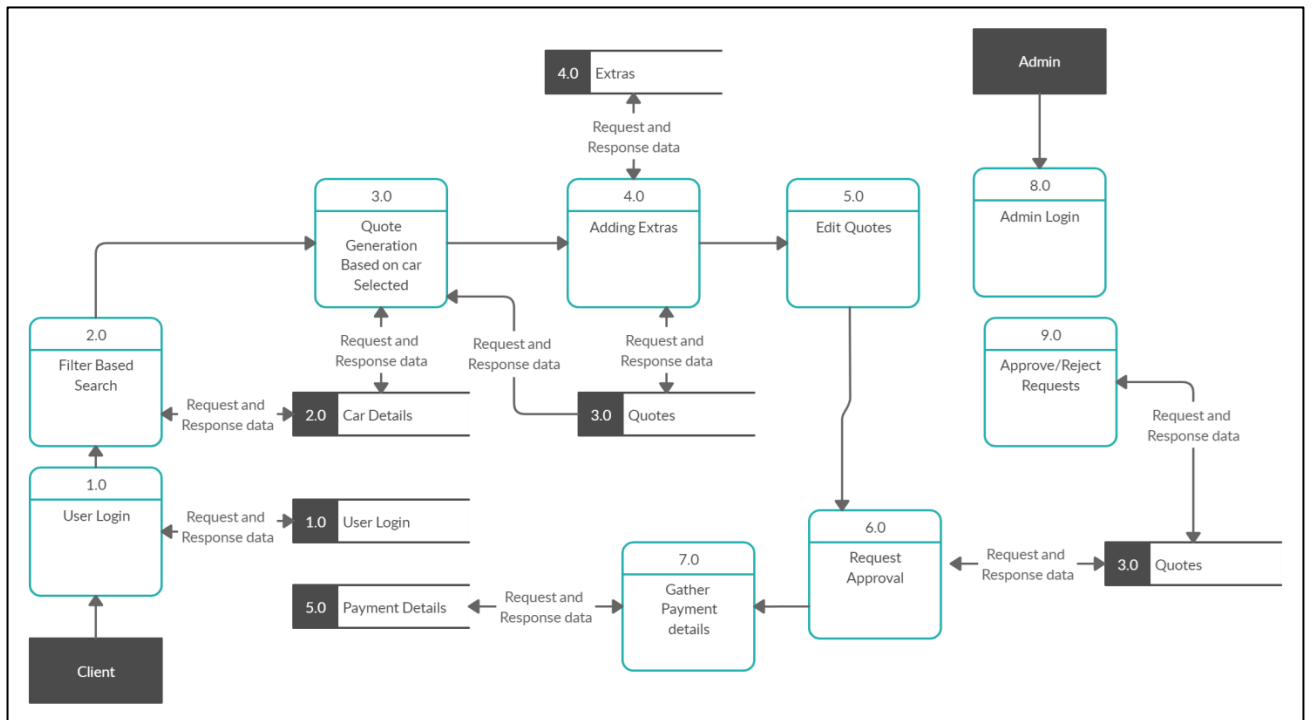 4.0 Extras
Admin
Request and
Response data
3.0
Quote
Generation
Based on car
Selected
4.0
Adding Extras
5.0
Edit Quotes
8.0
Admin Login
2.0
Filter Based
Search
Request and
Response data
Request and
Response data
Request and
Response data
9.0
Approve/Reject
Requests
Request and
Response data
2.0 Car Details
3.0 Quotes
Request and
Response data
1.0
User Login
Request and
Response data
1.0 User Login
6.0
Request
Approval
Request and
Response data
3.0 Quotes
7.0
Gather
Payment
details
5.0 Payment Details
Request and
Response data
Client